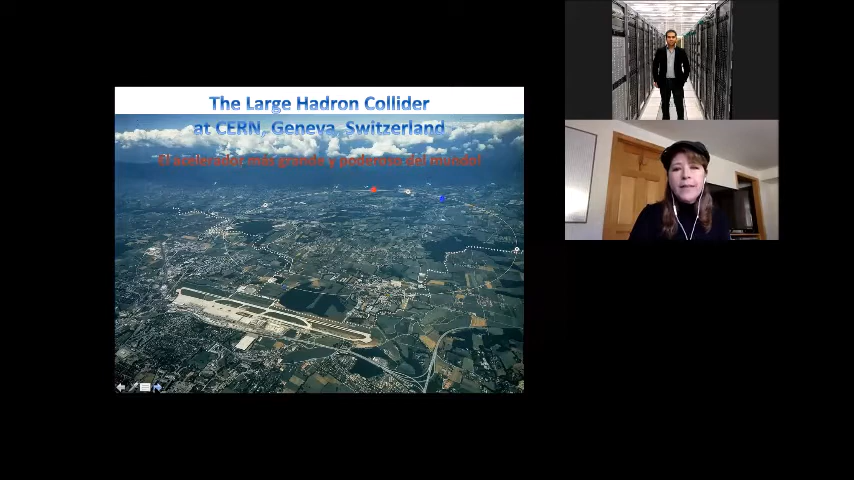 The Large Hadron Collider
at CERN, Geneva, Switzerland
El acelerador más grande y poderoso del mundo!